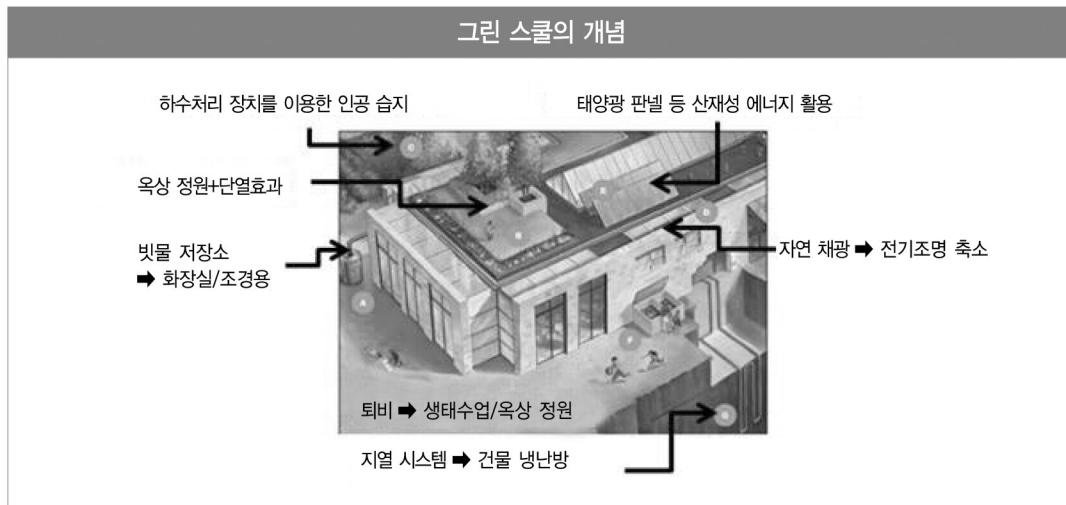 그린 스쿨의 개념
하수처리 장치를 이용한 인공 습지
태양광 판넬 등 산재성 에너지 활용
옥상 정원+단열효과
빗물 저장소
➡ 화장실/조경용
자연 채광 ➡ 전기조명 축소
퇴비 ➡ 생태수업/옥상 정원
지열 시스템 ➡ 건물 냉난방